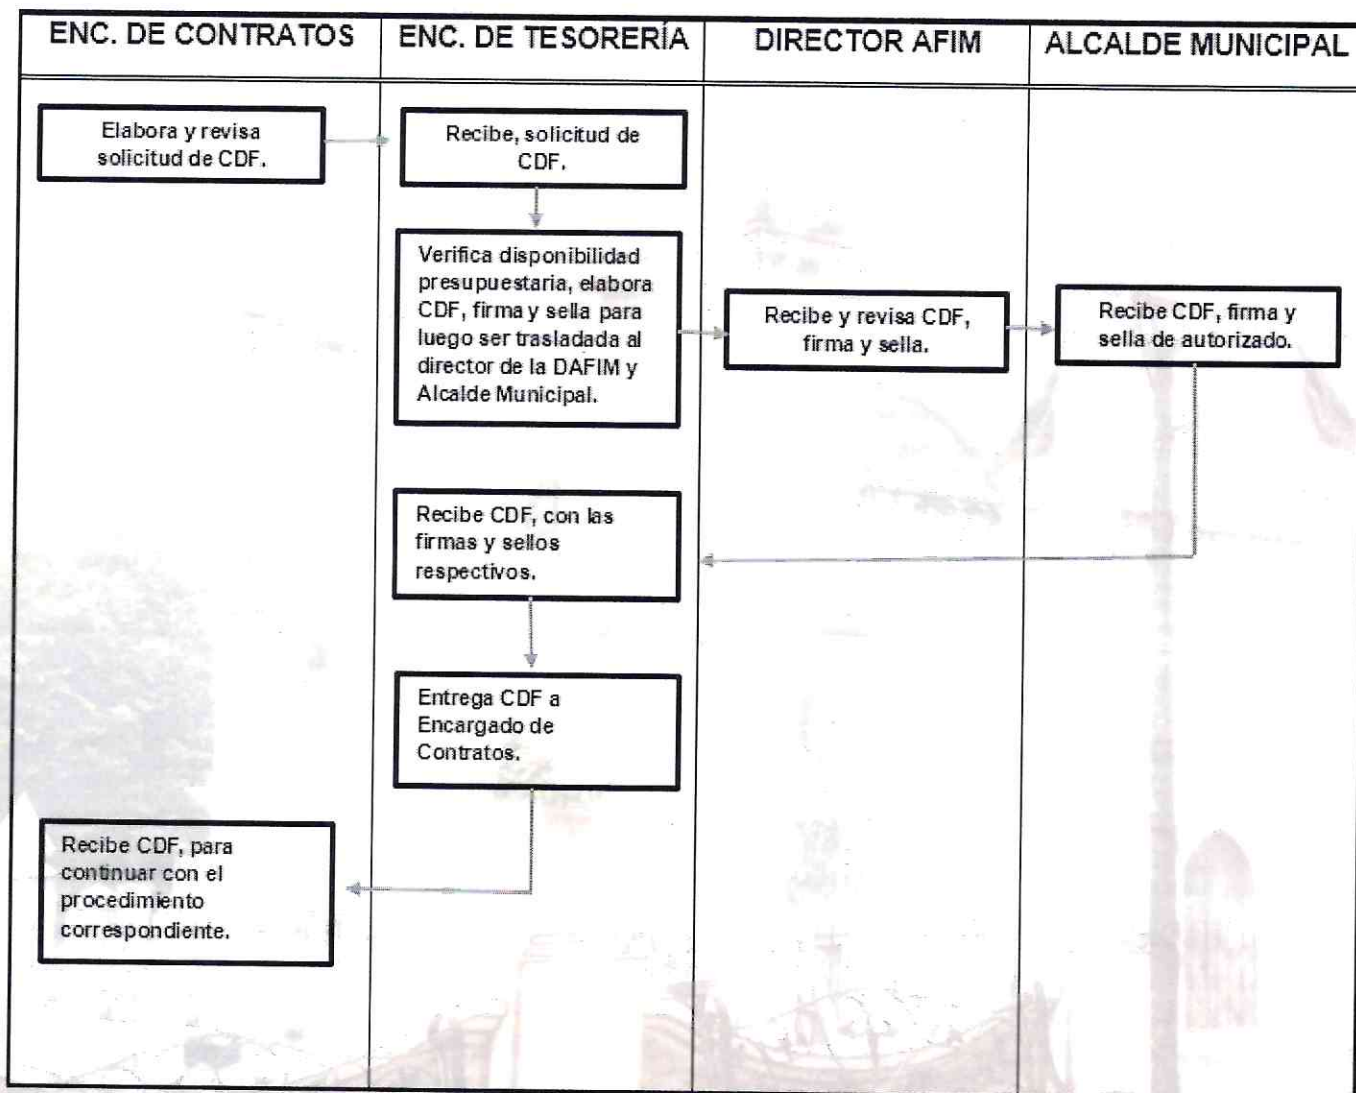 ENC. DE CONTRATOS
ENC. DE TESORERÍA
DIRECTOR AFIM
ALCALDE MUNICIPAL
Elabora y revisa
solicitud de CDF.
Recibe, solicitud de
CDF.
Verifica disponibilidad
presupuestaria, elabora
CDF, firma y sella para
luego ser trasladada al
director de la DAFIM y
Alcalde Municipal.
Recibe y revisa CDF,
firma y sella.
Recibe CDF, firma y
sella de autorizado.
Recibe CDF, con las
firmas y sellos
respectivos.
Entrega CDF a
Encargado de
Contratos.
Recibe CDF, para
continuar con el
procedimiento
correspondiente.